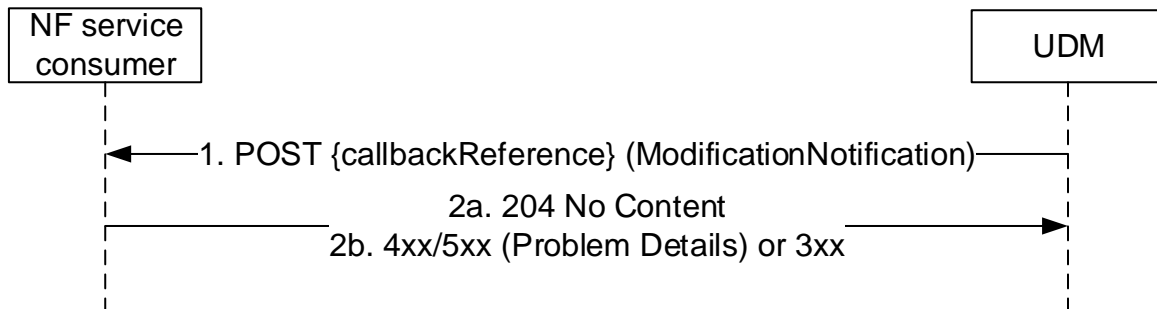 NF service
consumer
UDM
1. POST {callbackReference} (ModificationNotification)
2a. 204 No Content
2b. 4xx/5xx (Problem Details) or 3xx